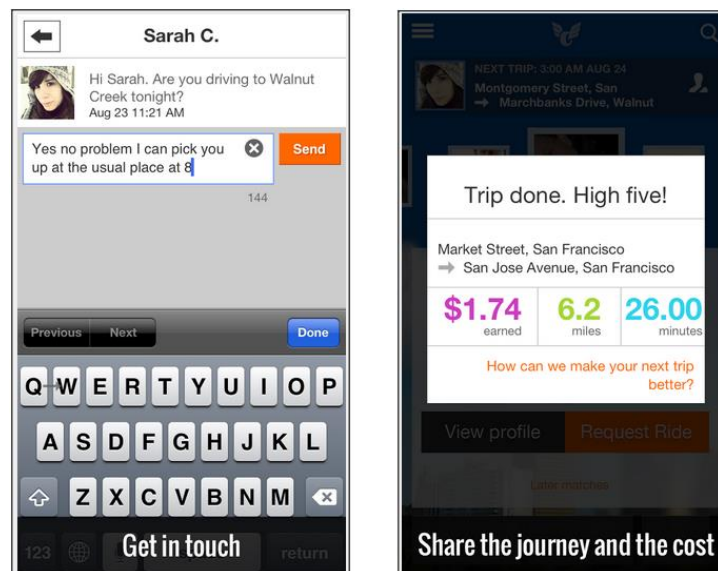 Sarah C.
Hi Sarah. Are you driving to Walnut
Creek tonight?
Aug 23 11:21 AM
Yes no problem I can pick you
up at the usual place at 8
Send
144
Previous Next Done
Q W E R T Y U I O P
A S D F G H J K L
Z X C V B N M
123 return
Get in touch
NEXT TRIP: 3:00 AM AUG 24
Montgomery Street, San
→ Marchbanks Drive, Walnut
Trip done. High five!
Market Street, San Francisco
→ San Jose Avenue, San Francisco
$1.74 6.2 26.00
earned miles minutes
How can we make your next trip
better?
View profile Request Ride
Later matches
Share the journey and the cost